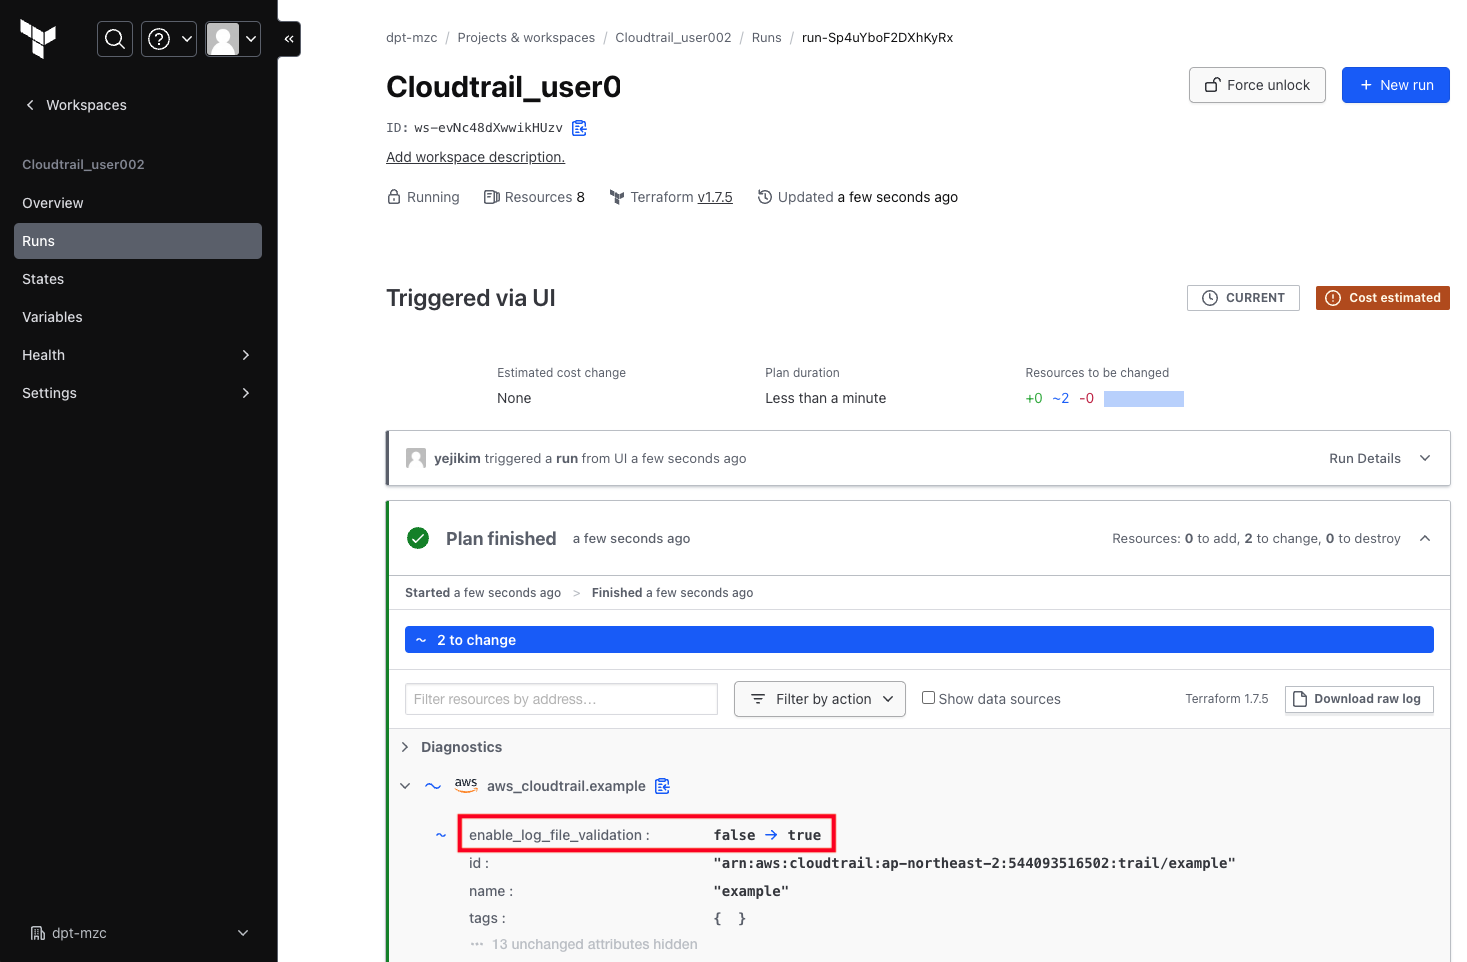 dpt-mzc / Projects & workspaces / Cloudtrail_user002 / Runs / run-Sp4uYboF2DXhKyRx
Workspaces
Cloudtrail_user002
Overview
Runs
States
Variables
Health
Settings
dpt-mzc
Cloudtrail_user0
Force unlock
+ New run
ID: ws-evNc48dXwwikHUzv
Add workspace description.
Running Resources 8 Terraform v1.7.5 Updated a few seconds ago
Triggered via UI
CURRENT
Cost estimated
Estimated cost change Plan duration Resources to be changed
None Less than a minute +0 ~2 -0
yejikim triggered a run from UI a few seconds ago Run Details
Plan finished a few seconds ago Resources: 0 to add, 2 to change, 0 to destroy
Started a few seconds ago > Finished a few seconds ago
~ 2 to change
Filter resources by address... Filter by action Show data sources Terraform 1.7.5 Download raw log
Diagnostics
~ aws aws_cloudtrail.example
~ enable_log_file_validation : false → true
id : "arn:aws:cloudtrail:ap-northeast-2:544093516502:trail/example"
name : "example"
tags : { }
··· 13 unchanged attributes hidden